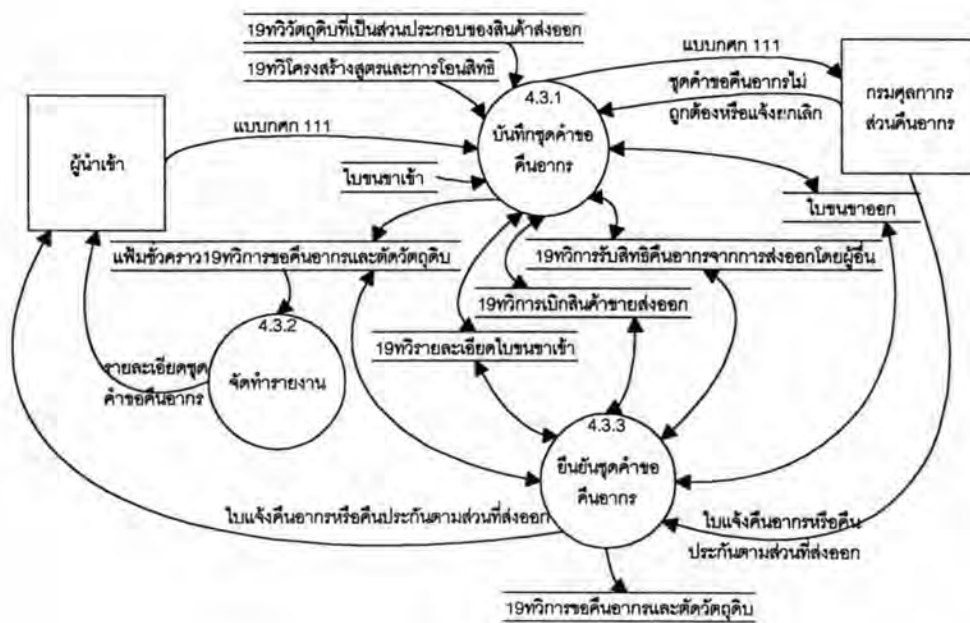 19ทวิวัตถุดิบที่เป็นส่วนประกอบของสินค้าส่งออก
19ทวิโครงสร้างสูตรและการโอนสิทธิ
แบบกศก 111
4.3.1
บันทึกชุดคำขอ
คืนอากร
ชุดคำขอคืนอากรไม่
ถูกต้องหรือแจ้งยกเลิก
กรมศุลกากร
ส่วนคืนอากร
ผู้นำเข้า
แบบกศก 111
ใบขนขาเข้า
ใบขนขาออก
แฟ้มชั่วคราว19ทวิการขอคืนอากรและตัดวัตถุดิบ
19ทวิการรับสิทธิคืนอากรจากการส่งออกโดยผู้อื่น
19ทวิการเบิกสินค้าขายส่งออก
19ทวิรายละเอียดใบขนขาเข้า
4.3.2
จัดทำรายงาน
รายละเอียดชุด
คำขอคืนอากร
4.3.3
ยืนยันชุดคำขอ
คืนอากร
ใบแจ้งคืนอากรหรือคืนประกันตามส่วนที่ส่งออก
ใบแจ้งคืนอากรหรือคืน
ประกันตามส่วนที่ส่งออก
19ทวิการขอคืนอากรและตัดวัตถุดิบ